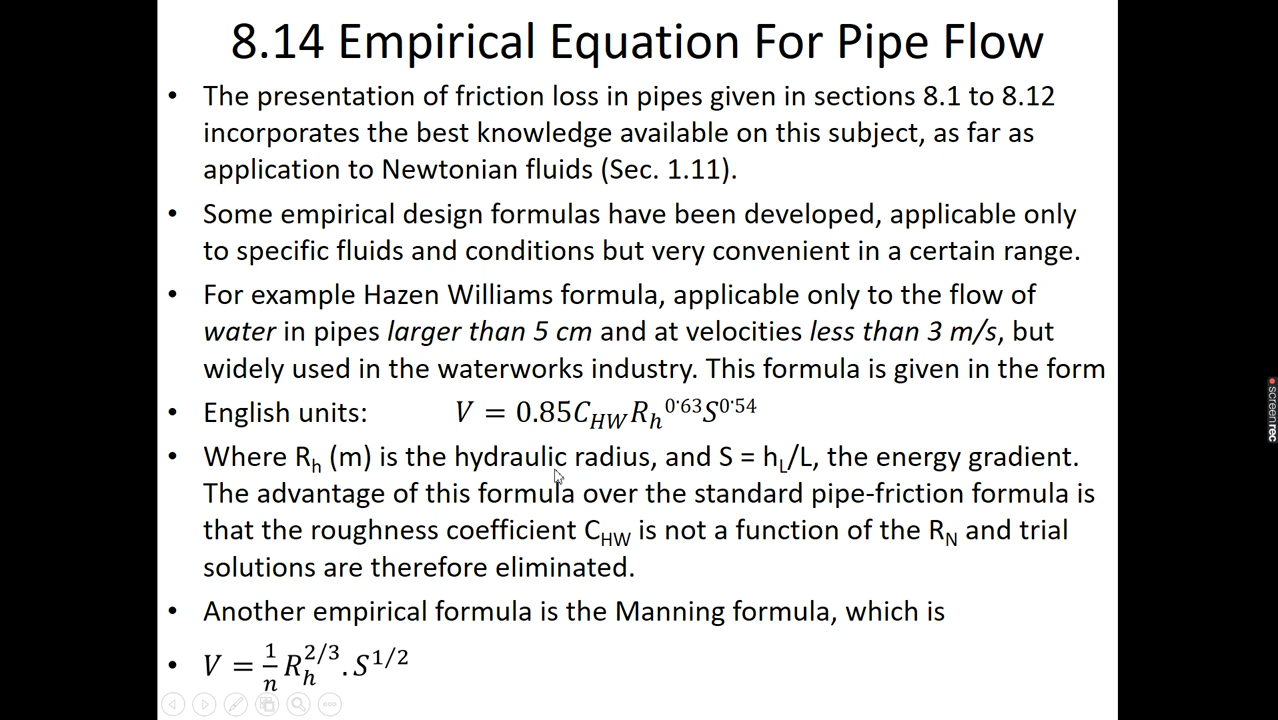 8.14 Empirical Equation For Pipe Flow
• The presentation of friction loss in pipes given in sections 8.1 to 8.12
incorporates the best knowledge available on this subject, as far as
application to Newtonian fluids (Sec. 1.11).
• Some empirical design formulas have been developed, applicable only
to specific fluids and conditions but very convenient in a certain range.
• For example Hazen Williams formula, applicable only to the flow of
water in pipes larger than 5 cm and at velocities less than 3 m/s, but
widely used in the waterworks industry. This formula is given in the form
• English units: V = 0.85C_{HW}R_h^{0.63}S^{0.54}
• Where R_h (m) is the hydraulic radius, and S = h_L/L, the energy gradient.
The advantage of this formula over the standard pipe-friction formula is
that the roughness coefficient C_{HW} is not a function of the R_N and trial
solutions are therefore eliminated.
• Another empirical formula is the Manning formula, which is
• V = \frac{1}{n} R_h^{2/3} . S^{1/2}
screenrec